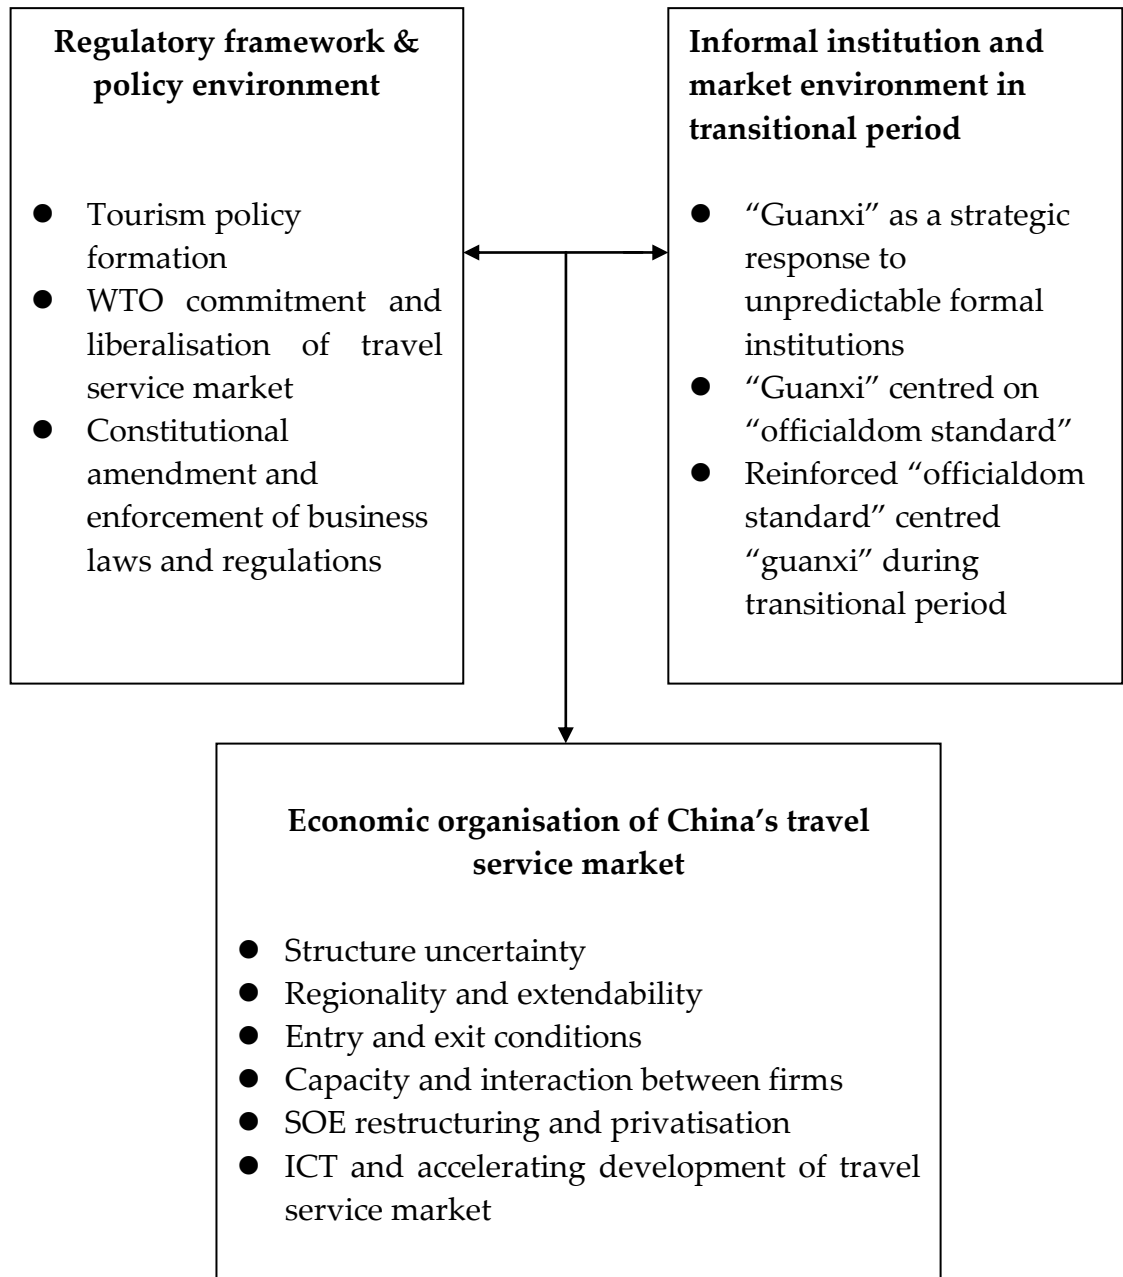 Regulatory framework &
policy environment
● Tourism policy
formation
● WTO commitment and
liberalisation of travel
service market
● Constitutional
amendment and
enforcement of business
laws and regulations
Informal institution and
market environment in
transitional period
● “Guanxi” as a strategic
response to
unpredictable formal
institutions
● “Guanxi” centred on
“officialdom standard”
● Reinforced “officialdom
standard” centred
“guanxi” during
transitional period
Economic organisation of China’s travel
service market
● Structure uncertainty
● Regionality and extendability
● Entry and exit conditions
● Capacity and interaction between firms
● SOE restructuring and privatisation
● ICT and accelerating development of travel
service market